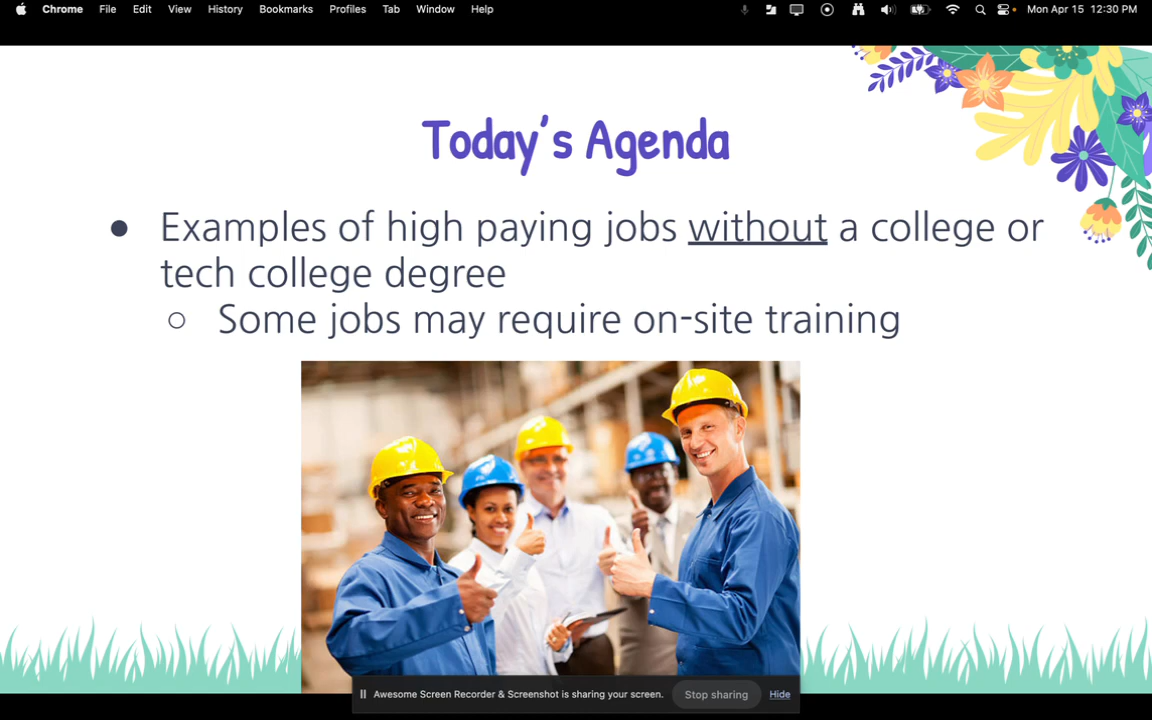 Chrome File Edit View History Bookmarks Profiles Tab Window Help Mon Apr 15 12:30 PM
Today's Agenda
● Examples of high paying jobs without a college or
tech college degree
○ Some jobs may require on-site training
Awesome Screen Recorder & Screenshot is sharing your screen. Stop sharing Hide